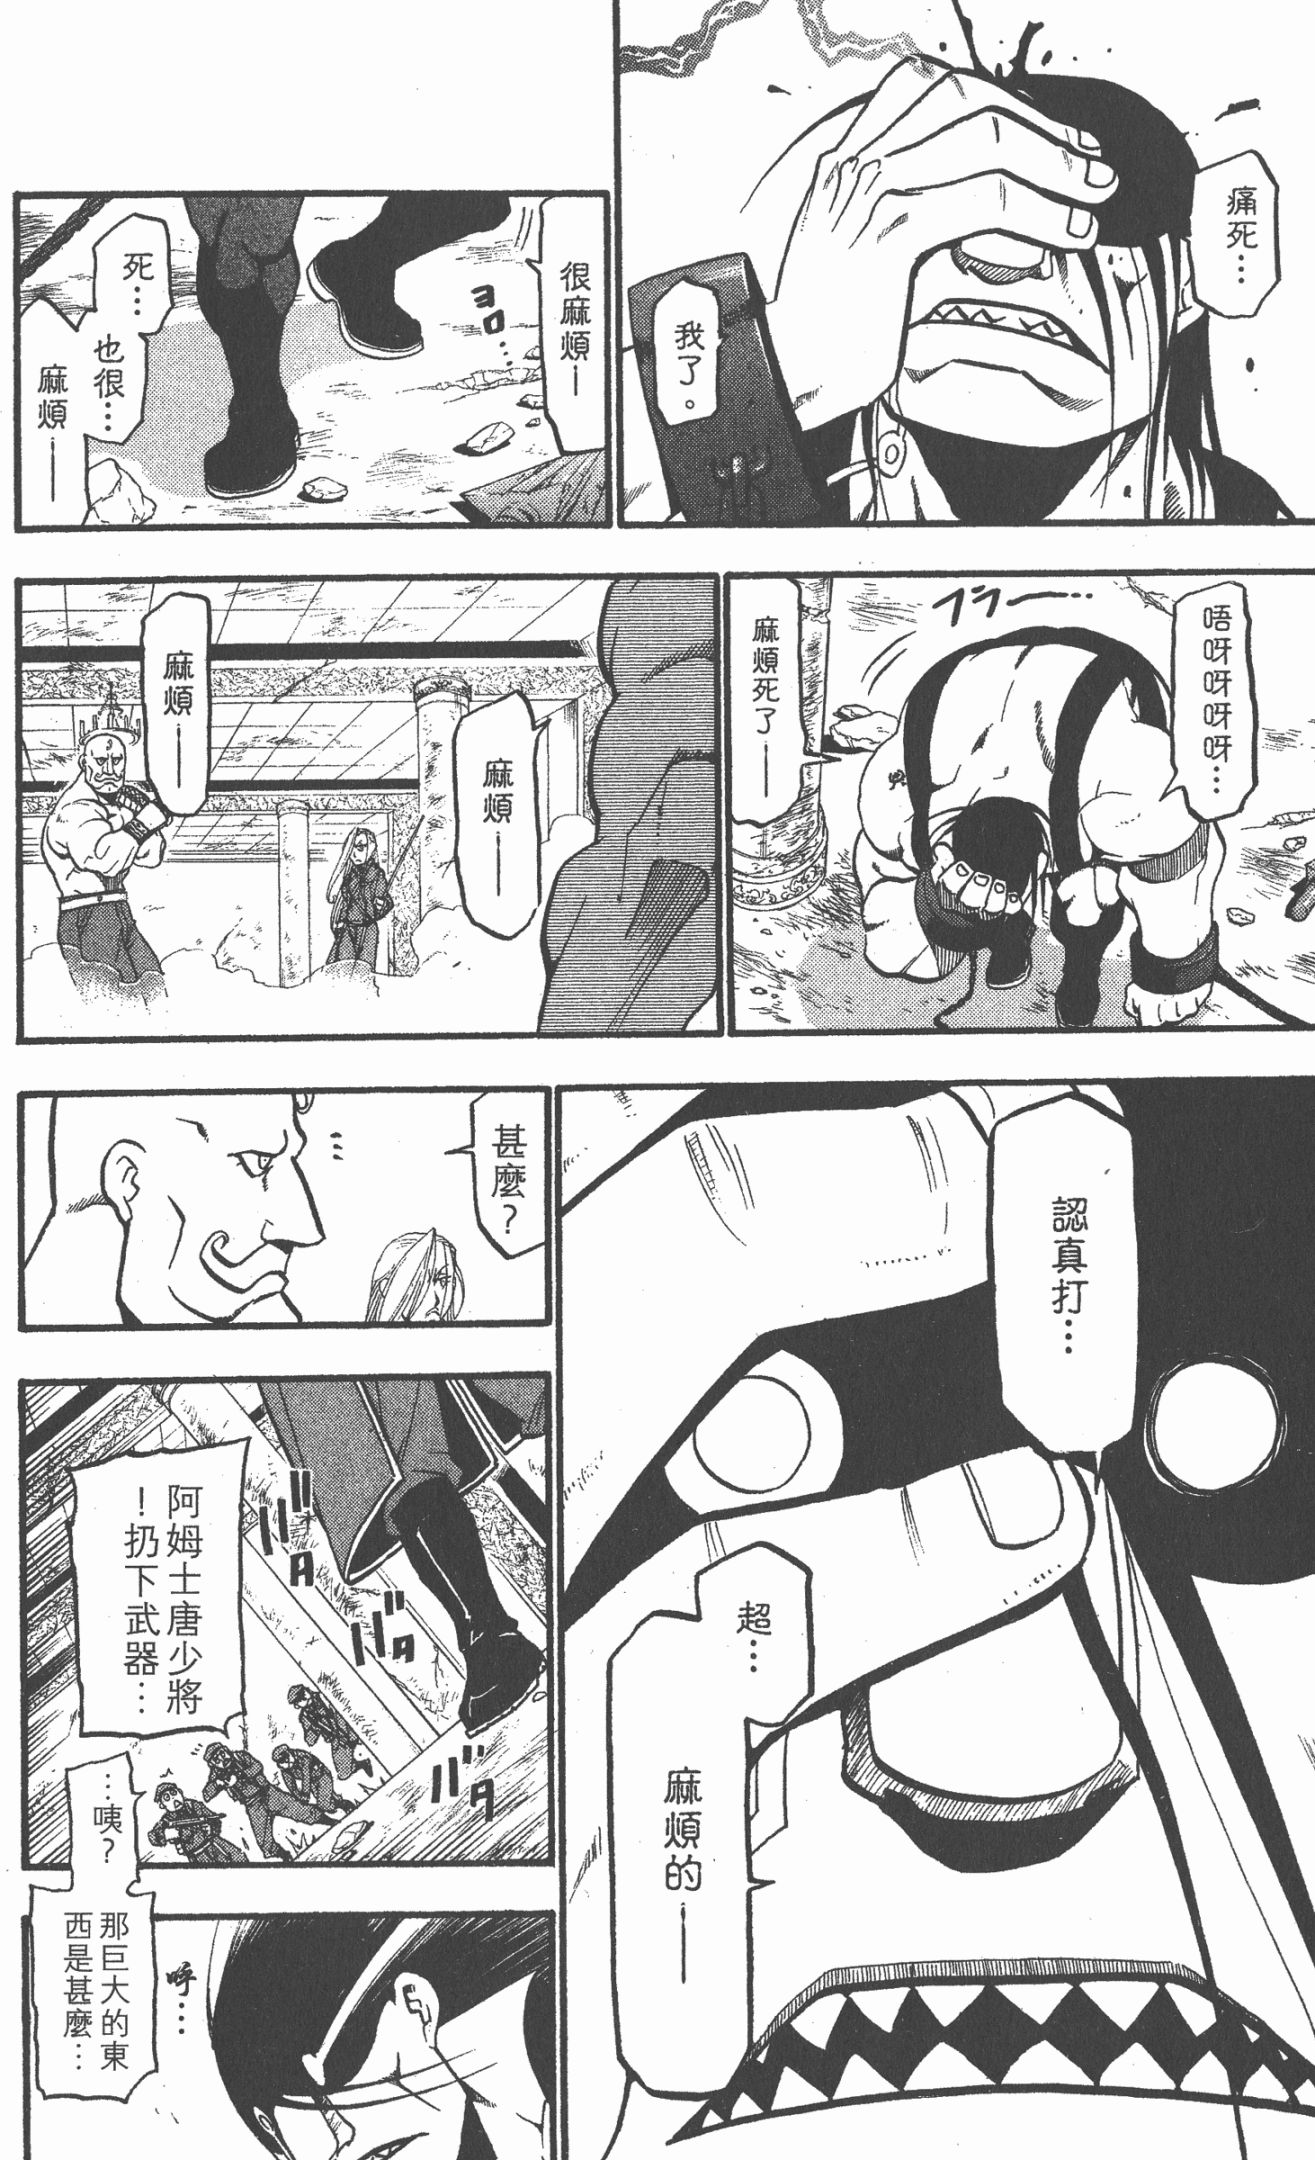 痛死…
我了。
很麻煩—
ヨロ…
死…
也很…
麻煩——
唔呀呀呀呀…
フラー…
麻煩死了——
麻煩——
麻煩——
認真打…
超…
麻煩的——
甚麼？
阿姆士唐少將
！扔下武器…
ババタ
バタ
バタ
…咦？
那巨大的東
西是甚麼…
呼…